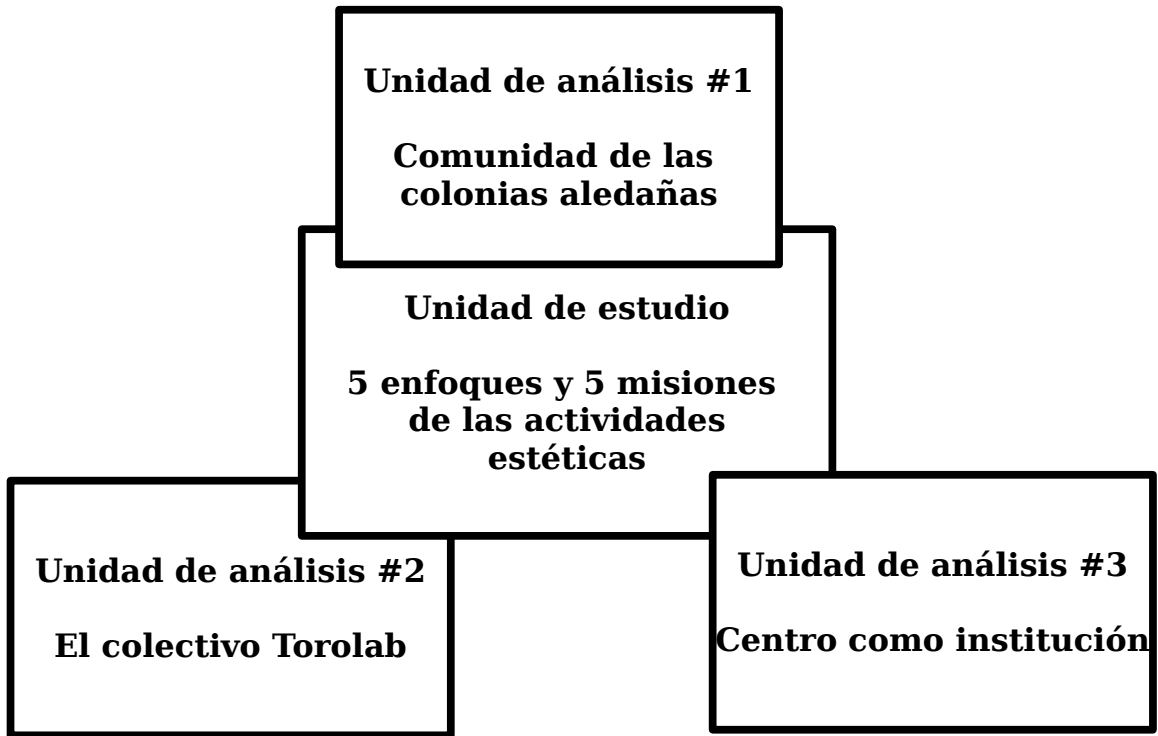 Unidad de análisis #1
Comunidad de las
colonias aledañas
Unidad de estudio
5 enfoques y 5 misiones
de las actividades
estéticas
Unidad de análisis #2
El colectivo Torolab
Unidad de análisis #3
Centro como institución